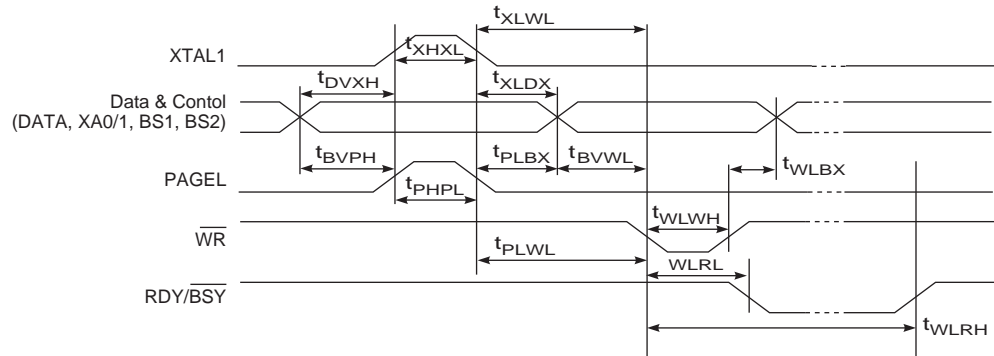 tXLWL
XTAL1
tXHXL
tDVXH
tXLDX
Data & Contol
(DATA, XA0/1, BS1, BS2)
tBVPH
tPLBX
tBVWL
tWLBX
PAGEL
tPHPL
tWLWH
WR
tPLWL
WLRL
RDY/BSY
tWLRH